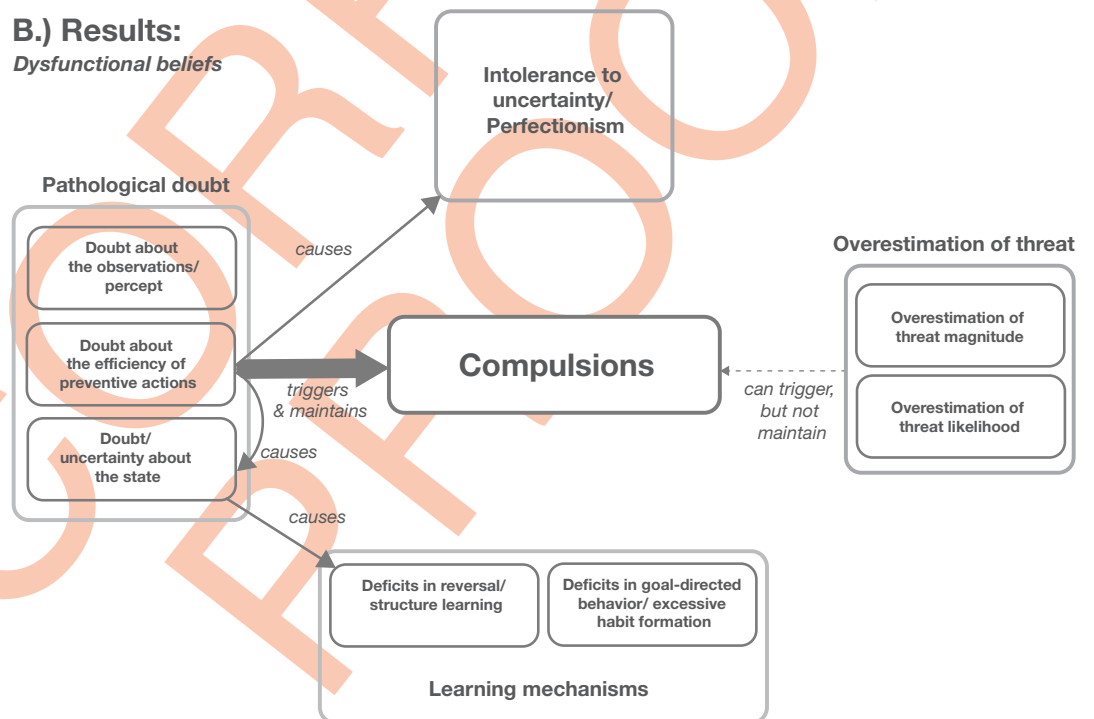 B.) Results:
Dysfunctional beliefs
Intolerance to
uncertainty/
Perfectionism
Pathological doubt
Doubt about
the observations/
percept
Doubt about
the efficiency of
preventive actions
Doubt/
uncertainty about
the state
causes
triggers
& maintains
causes
causes
Compulsions
can trigger,
but not
maintain
Overestimation of threat
Overestimation of
threat magnitude
Overestimation of
threat likelihood
Deficits in reversal/
structure learning
Deficits in goal-directed
behavior/ excessive
habit formation
Learning mechanisms